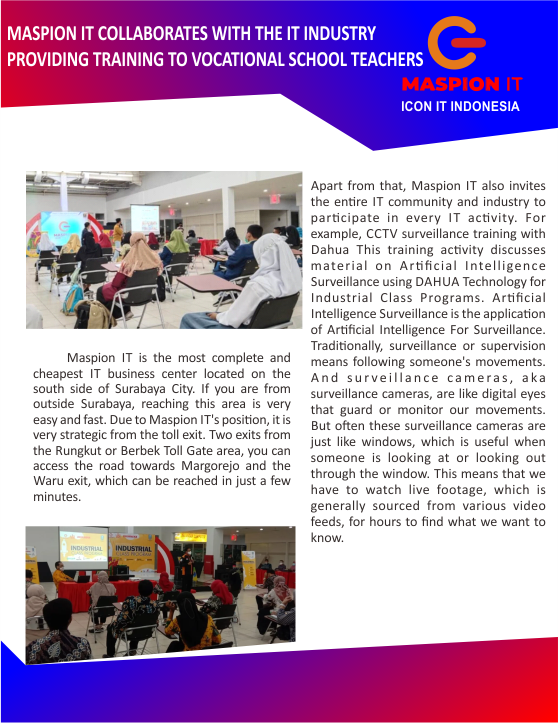 MASPION IT COLLABORATES WITH THE IT INDUSTRY
PROVIDING TRAINING TO VOCATIONAL SCHOOL TEACHERS
MASPION IT
ICON IT INDONESIA
Maspion IT is the most complete and
cheapest IT business center located on the
south side of Surabaya City. If you are from
outside Surabaya, reaching this area is very
easy and fast. Due to Maspion IT's position, it is
very strategic from the toll exit. Two exits from
the Rungkut or Berbek Toll Gate area, you can
access the road towards Margorejo and the
Waru exit, which can be reached in just a few
minutes.
INDUSTRIAL
INDUSTRIAL
Apart from that, Maspion IT also invites
the entire IT community and industry to
participate in every IT activity. For
example, CCTV surveillance training with
Dahua This training activity discusses
material on Artificial Intelligence
Surveillance using DAHUA Technology for
Industrial Class Programs. Artificial
Intelligence Surveillance is the application
of Artificial Intelligence For Surveillance.
Traditionally, surveillance or supervision
means following someone's movements.
And surveillance cameras, aka
surveillance cameras, are like digital eyes
that guard or monitor our movements.
But often these surveillance cameras are
just like windows, which is useful when
someone is looking at or looking out
through the window. This means that we
have to watch live footage, which is
generally sourced from various video
feeds, for hours to find what we want to
know.